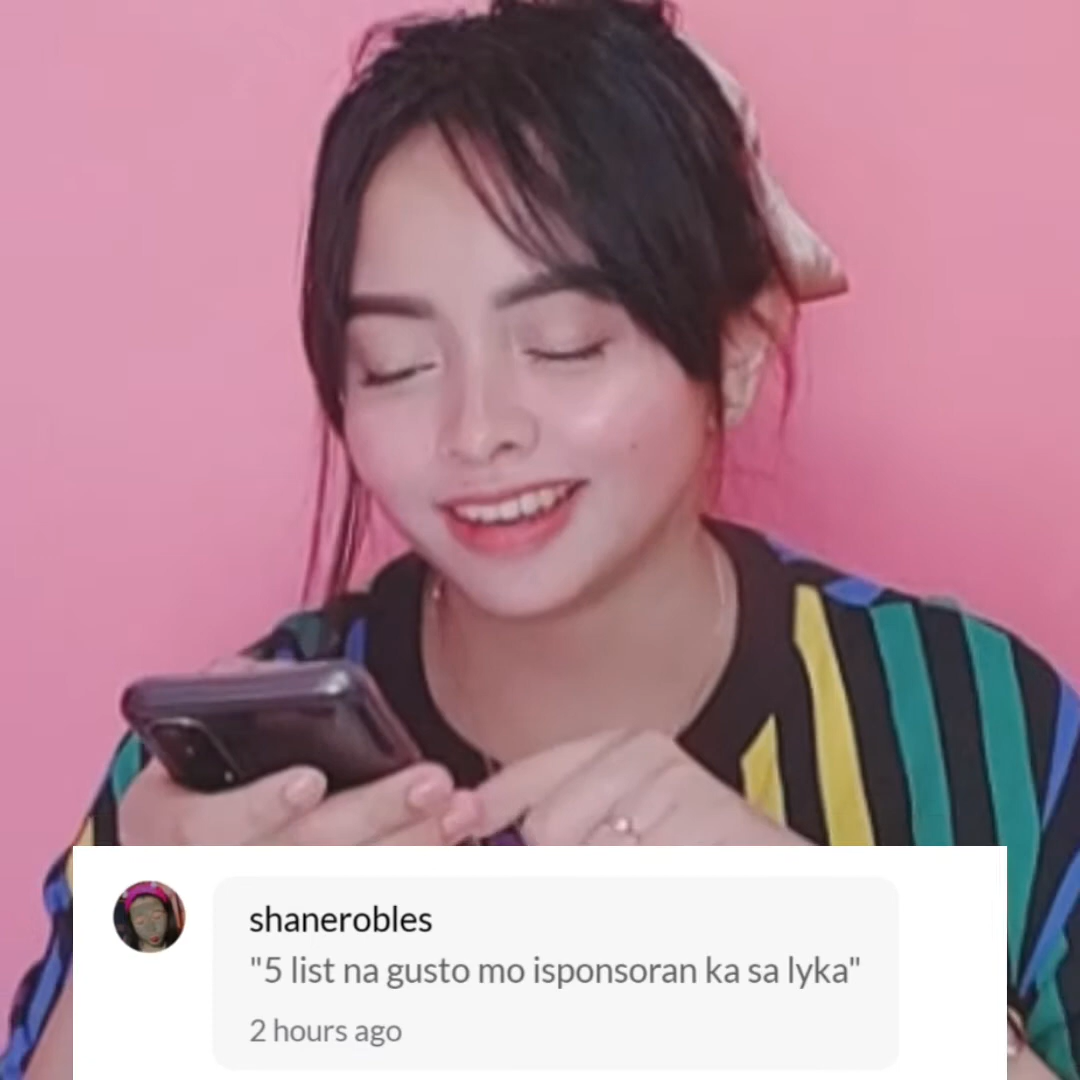 shanerobles
"5 list na gusto mo isponsoran ka sa lyka"
2 hours ago